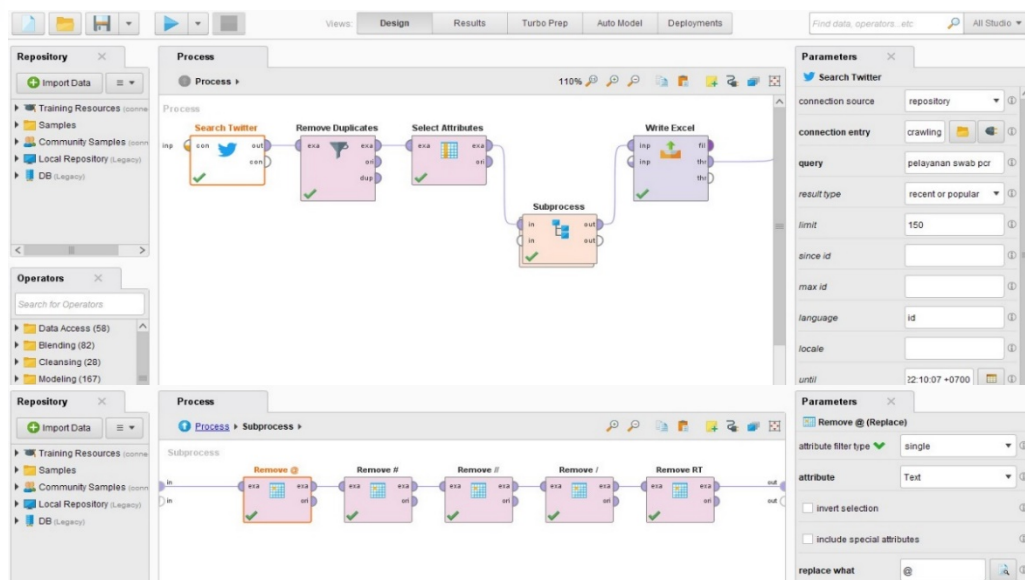 Views: Design Results Turbo Prep Auto Model Deployments
Find data, operators...etc
All Studio
Repository
Import Data
Training Resources (conne
Samples
Community Samples (conn
Local Repository (Legacy)
DB (Legacy)
Operators
Search for Operators
Data Access (58)
Blending (82)
Cleansing (28)
Modeling (167)
Process
Process
110%
Process
Search Twitter
inp
con
out
con
Remove Duplicates
exa
exa
ori
dup
Select Attributes
exa
exa
ori
Subprocess
in
out
in
out
Write Excel
inp
fil
inp
thr
thr
Parameters
Search Twitter
connection source repository
connection entry crawling
query pelayanan swab pcr
result type recent or popular
limit 150
since id
max id
language id
locale
until 22:10:07 +0700
Repository
Import Data
Training Resources (conne
Samples
Community Samples (conn
Local Repository (Legacy)
DB (Legacy)
Process
Process Subprocess
Subprocess
in
in
Remove @
exa
exa
ori
Remove #
exa
exa
ori
Remove //
exa
exa
ori
Remove /
exa
exa
ori
Remove RT
exa
exa
ori
out
out
Parameters
Remove @ (Replace)
attribute filter type single
attribute Text
invert selection
include special attributes
replace what @